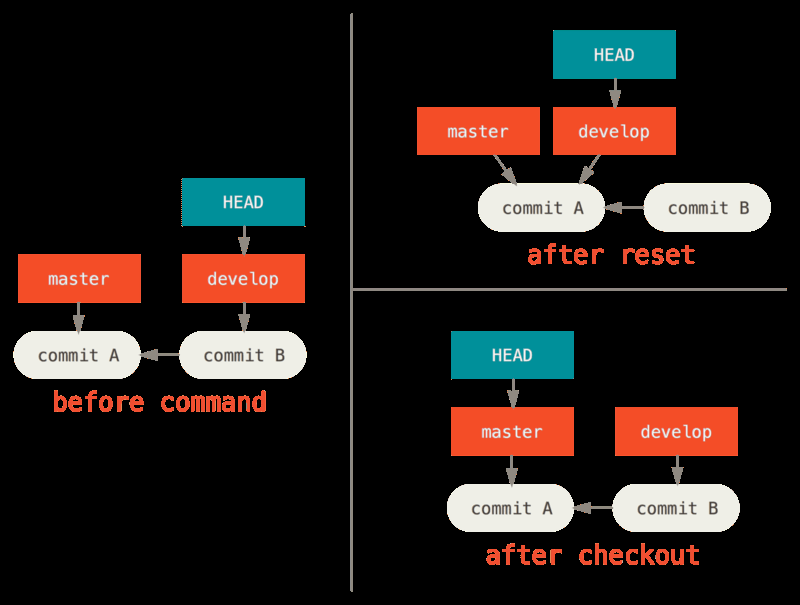 HEAD
master develop
commit A commit B
before command
HEAD
master develop
commit A commit B
after reset
HEAD
master develop
commit A commit B
after checkout